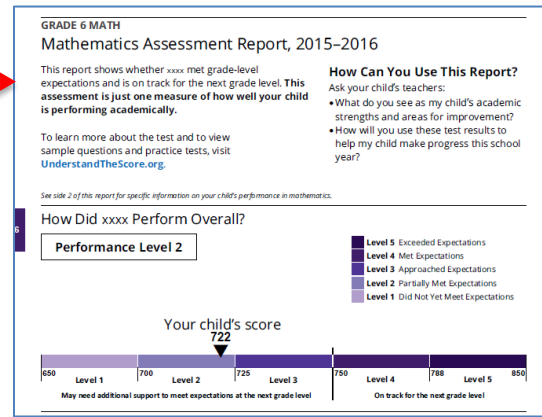 GRADE 6 MATH
Mathematics Assessment Report, 2015–2016
This report shows whether xxxx met grade-level
expectations and is on track for the next grade level. This
assessment is just one measure of how well your child
is performing academically.
To learn more about the test and to view
sample questions and practice tests, visit
UnderstandTheScore.org.
How Can You Use This Report?
Ask your child's teachers:
•What do you see as my child's academic
strengths and areas for improvement?
•How will you use these test results to
help my child make progress this school
year?
See side 2 of this report for specific information on your child's performance in mathematics.
6
How Did xxxx Perform Overall?
Performance Level 2
Level 5 Exceeded Expectations
Level 4 Met Expectations
Level 3 Approached Expectations
Level 2 Partially Met Expectations
Level 1 Did Not Yet Meet Expectations
Your child's score
722
650 700 725 750 788 850
Level 1 Level 2 Level 3 Level 4 Level 5
May need additional support to meet expectations at the next grade level On track for the next grade level